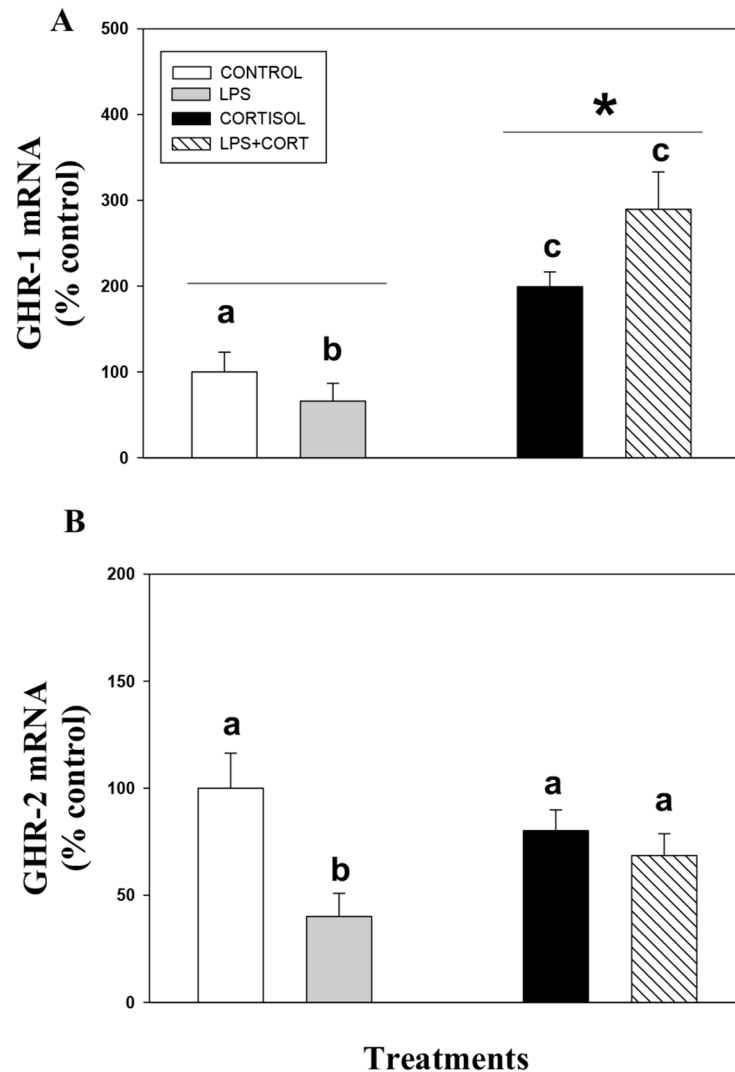 A
GHR-1 mRNA
(% control)
500
400
300
200
100
0
CONTROL
LPS
CORTISOL
LPS+CORT
a
b
*
c
c
B
GHR-2 mRNA
(% control)
200
150
100
50
0
a
b
a
a
Treatments